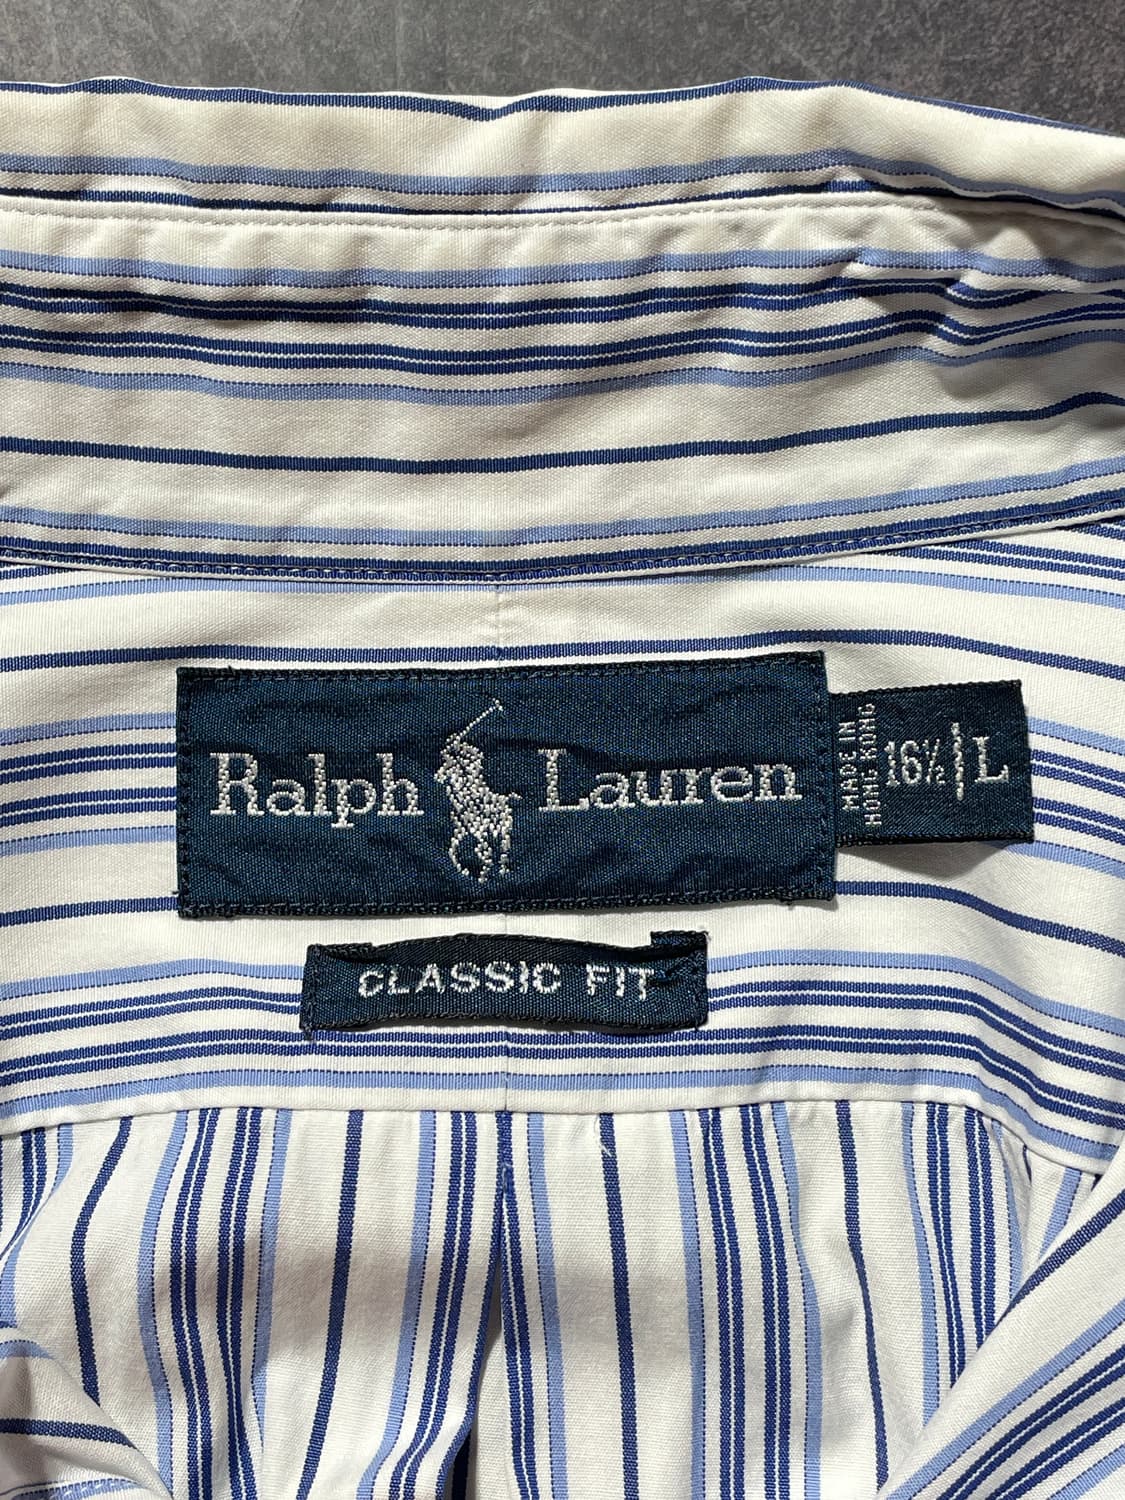 Ralph Lauren
MADE IN
HONG KONG
16½ L
CLASSIC FIT